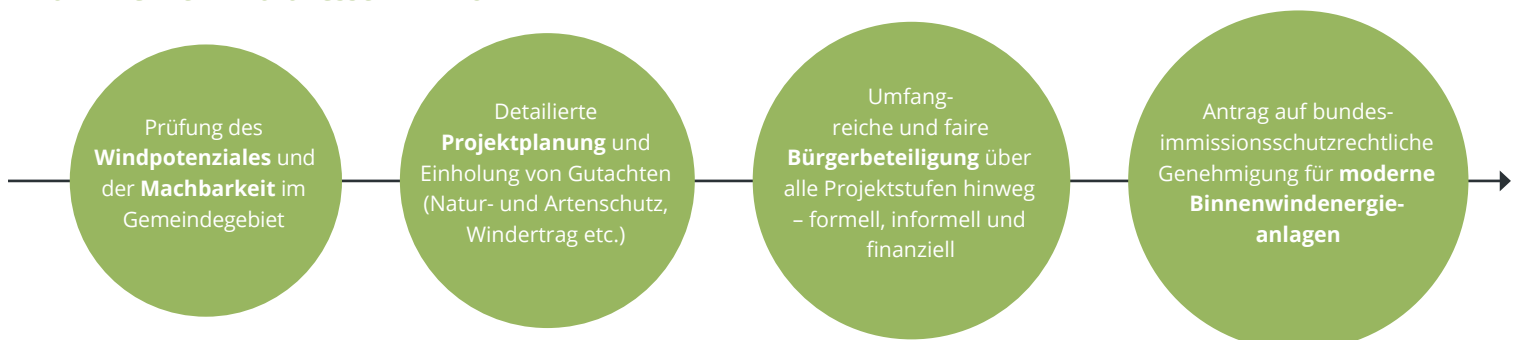 Prüfung des
Windpotenziales und
der Machbarkeit im
Gemeindegebiet
Detailierte
Projektplanung und
Einholung von Gutachten
(Natur- und Artenschutz,
Windertrag etc.)
Umfang-
reiche und faire
Bürgerbeteiligung über
alle Projektstufen hinweg
– formell, informell und
finanziell
Antrag auf bundes-
immissionsschutzrechtliche
Genehmigung für moderne
Binnenwindenergie-
anlagen